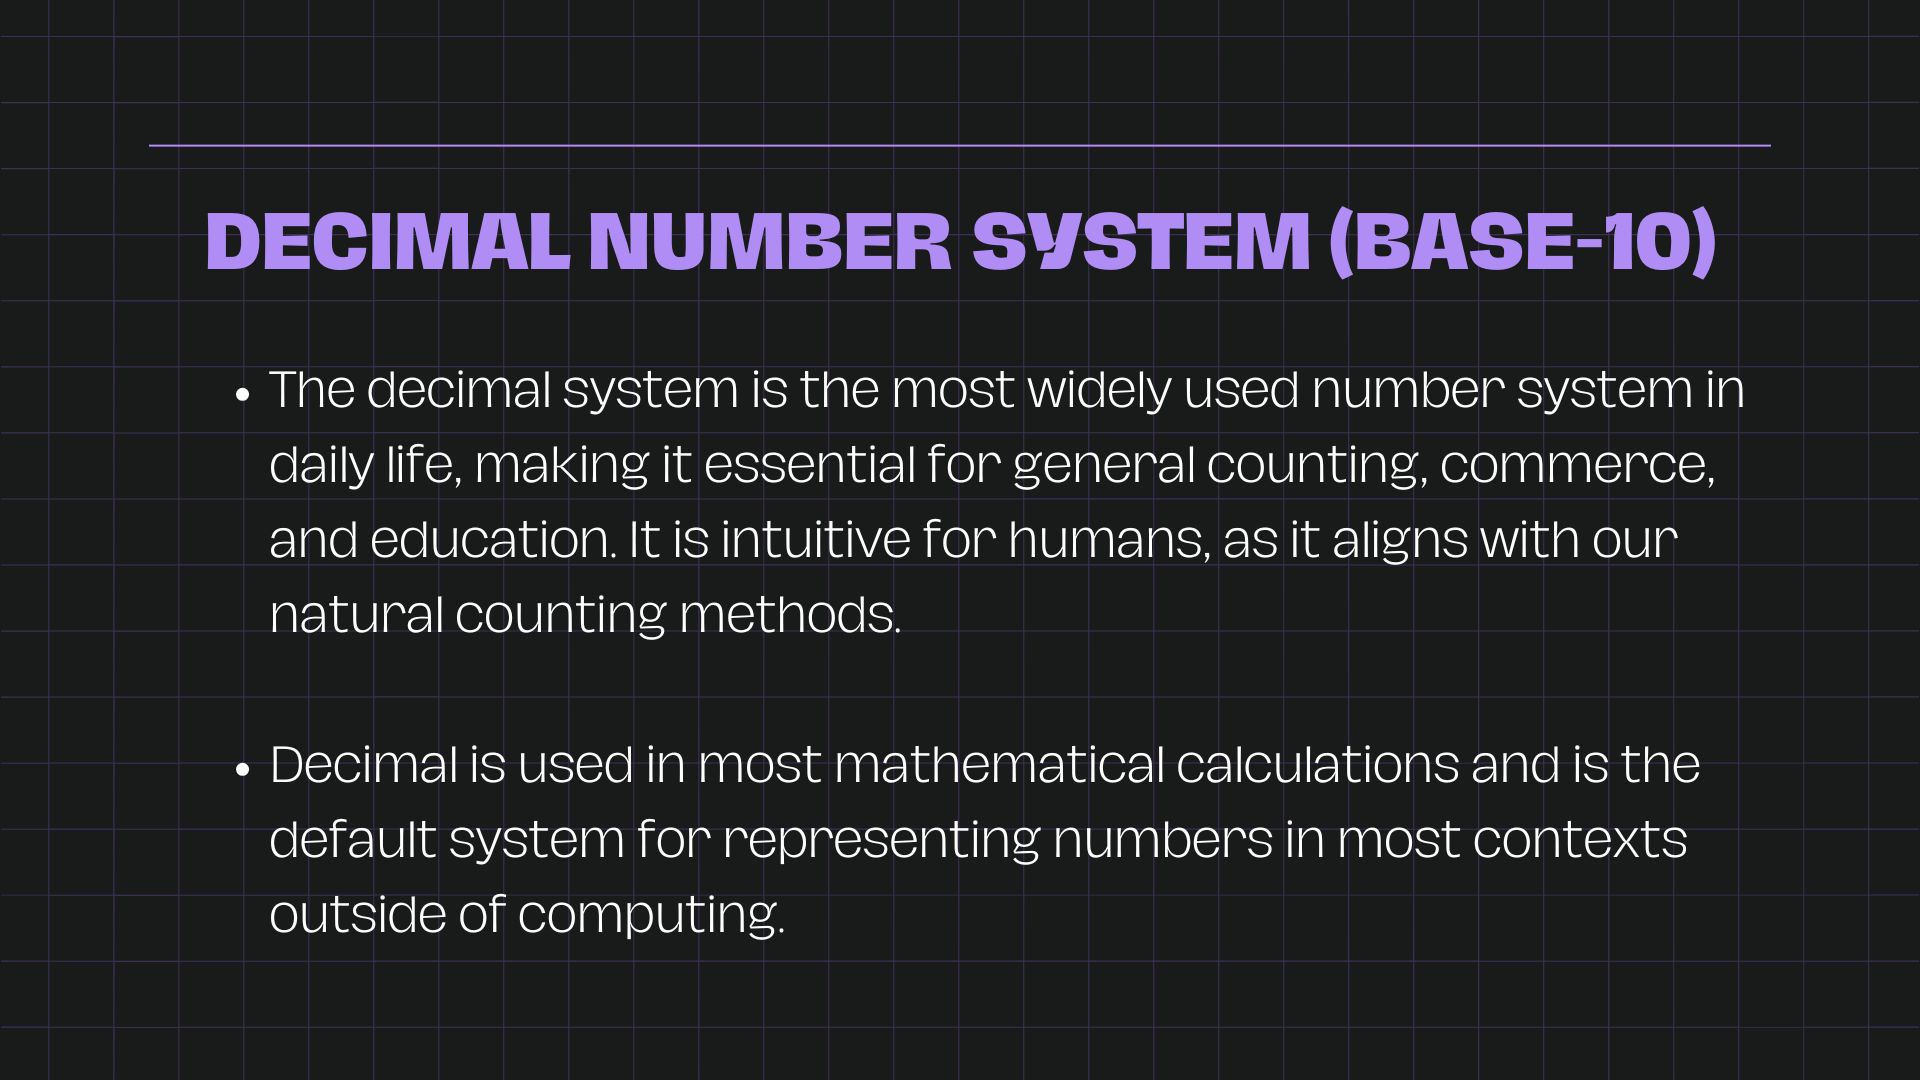 DECIMAL NUMBER SYSTEM (BASE-10)
• The decimal system is the most widely used number system in
daily life, making it essential for general counting, commerce,
and education. It is intuitive for humans, as it aligns with our
natural counting methods.
• Decimal is used in most mathematical calculations and is the
default system for representing numbers in most contexts
outside of computing.